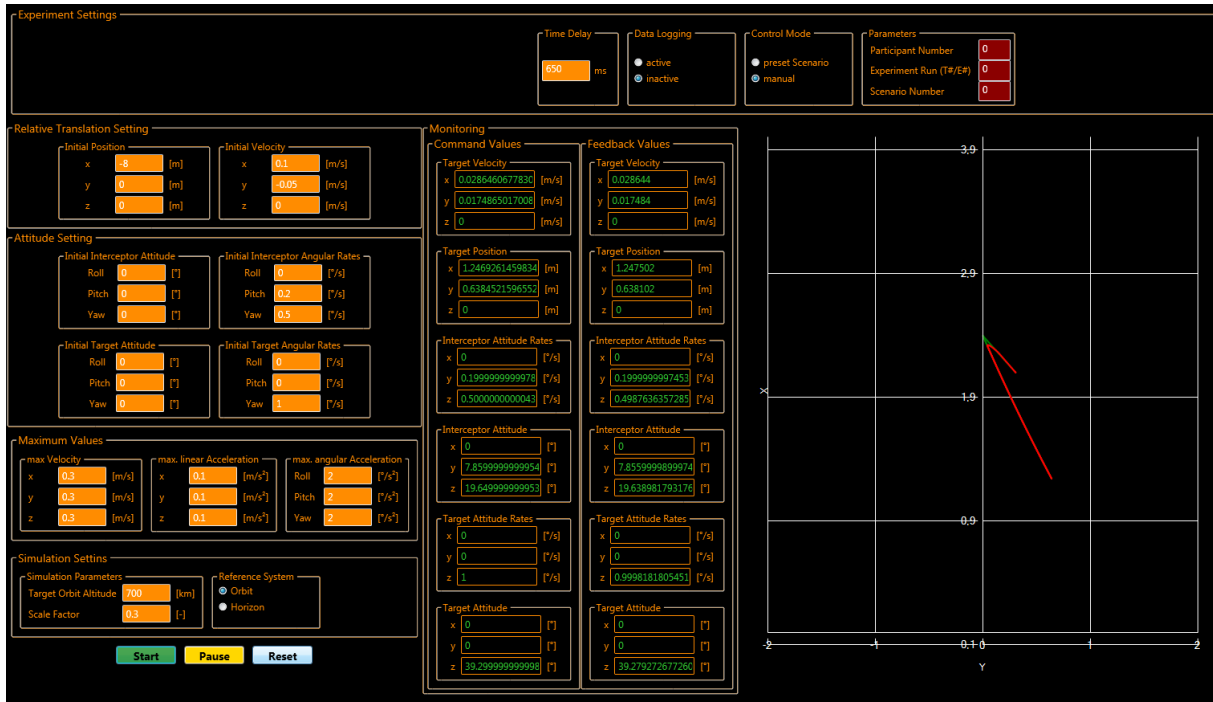 Experiment Settings
Time Delay
650 ms
Data Logging
active
inactive
Control Mode
preset Scenario
manual
Parameters
Participant Number 0
Experiment Run (T#/E#) 0
Scenario Number 0
Relative Translation Setting
Initial Position
x -8 [m]
y 0 [m]
z 0 [m]
Initial Velocity
x 0.1 [m/s]
y -0.05 [m/s]
z 0 [m/s]
Attitude Setting
Initial Interceptor Attitude
Roll 0 [°]
Pitch 0 [°]
Yaw 0 [°]
Initial Interceptor Angular Rates
Roll 0 [°/s]
Pitch 0.2 [°/s]
Yaw 0.5 [°/s]
Initial Target Attitude
Roll 0 [°]
Pitch 0 [°]
Yaw 0 [°]
Initial Target Angular Rates
Roll 0 [°/s]
Pitch 0 [°/s]
Yaw 1 [°/s]
Maximum Values
max Velocity
x 0.3 [m/s]
y 0.3 [m/s]
z 0.3 [m/s]
max. linear Acceleration
x 0.1 [m/s²]
y 0.1 [m/s²]
z 0.1 [m/s²]
max. angular Acceleration
Roll 2 [°/s²]
Pitch 2 [°/s²]
Yaw 2 [°/s²]
Simulation Settins
Simulation Parameters
Target Orbit Altitude 700 [km]
Scale Factor 0.3 [-]
Reference System
Orbit
Horizon
Start Pause Reset
Monitoring
Command Values
Target Velocity
x 0.0286460677830 [m/s]
y 0.0174865017008 [m/s]
z 0 [m/s]
Target Position
x 1.2469261459834 [m]
y 0.6384521596552 [m]
z 0 [m]
Interceptor Attitude Rates
x 0 [°/s]
y 0.1999999999978 [°/s]
z 0.5000000000043 [°/s]
Interceptor Attitude
x 0 [°]
y 7.8599999999954 [°]
z 19.649999999953 [°]
Target Attitude Rates
x 0 [°/s]
y 0 [°/s]
z 1 [°/s]
Target Attitude
x 0 [°]
y 0 [°]
z 39.299999999998 [°]
Feedback Values
Target Velocity
x 0.028644 [m/s]
y 0.017484 [m/s]
z 0 [m/s]
Target Position
x 1.247502 [m]
y 0.638102 [m]
z 0 [m]
Interceptor Attitude Rates
x 0 [°/s]
y 0.1999999997453 [°/s]
z 0.4987636357285 [°/s]
Interceptor Attitude
x 0 [°]
y 7.8559999899974 [°]
z 19.638981793176 [°]
Target Attitude Rates
x 0 [°/s]
y 0 [°/s]
z 0.9998181805451 [°/s]
Target Attitude
x 0 [°]
y 0 [°]
z 39.279272677260 [°]
3,9
2,9
X 1,9
0,9
-2 -1 0,1 0 1 2
Y